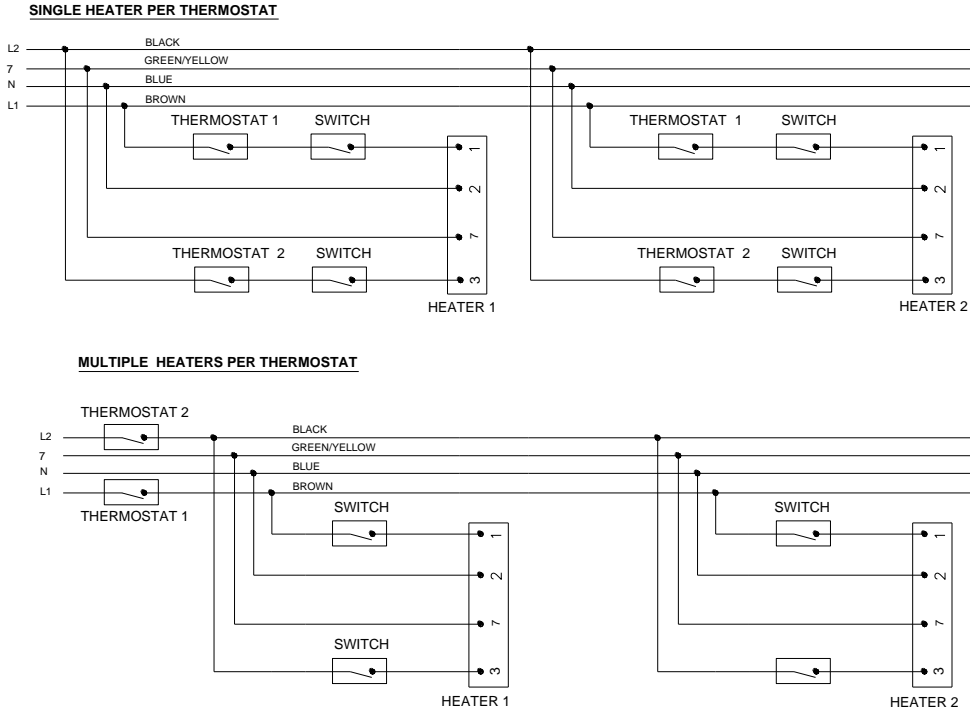 SINGLE HEATER PER THERMOSTAT
L2 BLACK
7 GREEN/YELLOW
N BLUE
L1 BROWN
THERMOSTAT 1 SWITCH THERMOSTAT 1 SWITCH
1 1
2 2
7 7
THERMOSTAT 2 SWITCH THERMOSTAT 2 SWITCH
3 3
HEATER 1 HEATER 2
MULTIPLE HEATERS PER THERMOSTAT
THERMOSTAT 2
L2 BLACK
7 GREEN/YELLOW
N BLUE
L1 BROWN
THERMOSTAT 1 SWITCH SWITCH
1 1
2 2
7 7
SWITCH
3 3
HEATER 1 HEATER 2